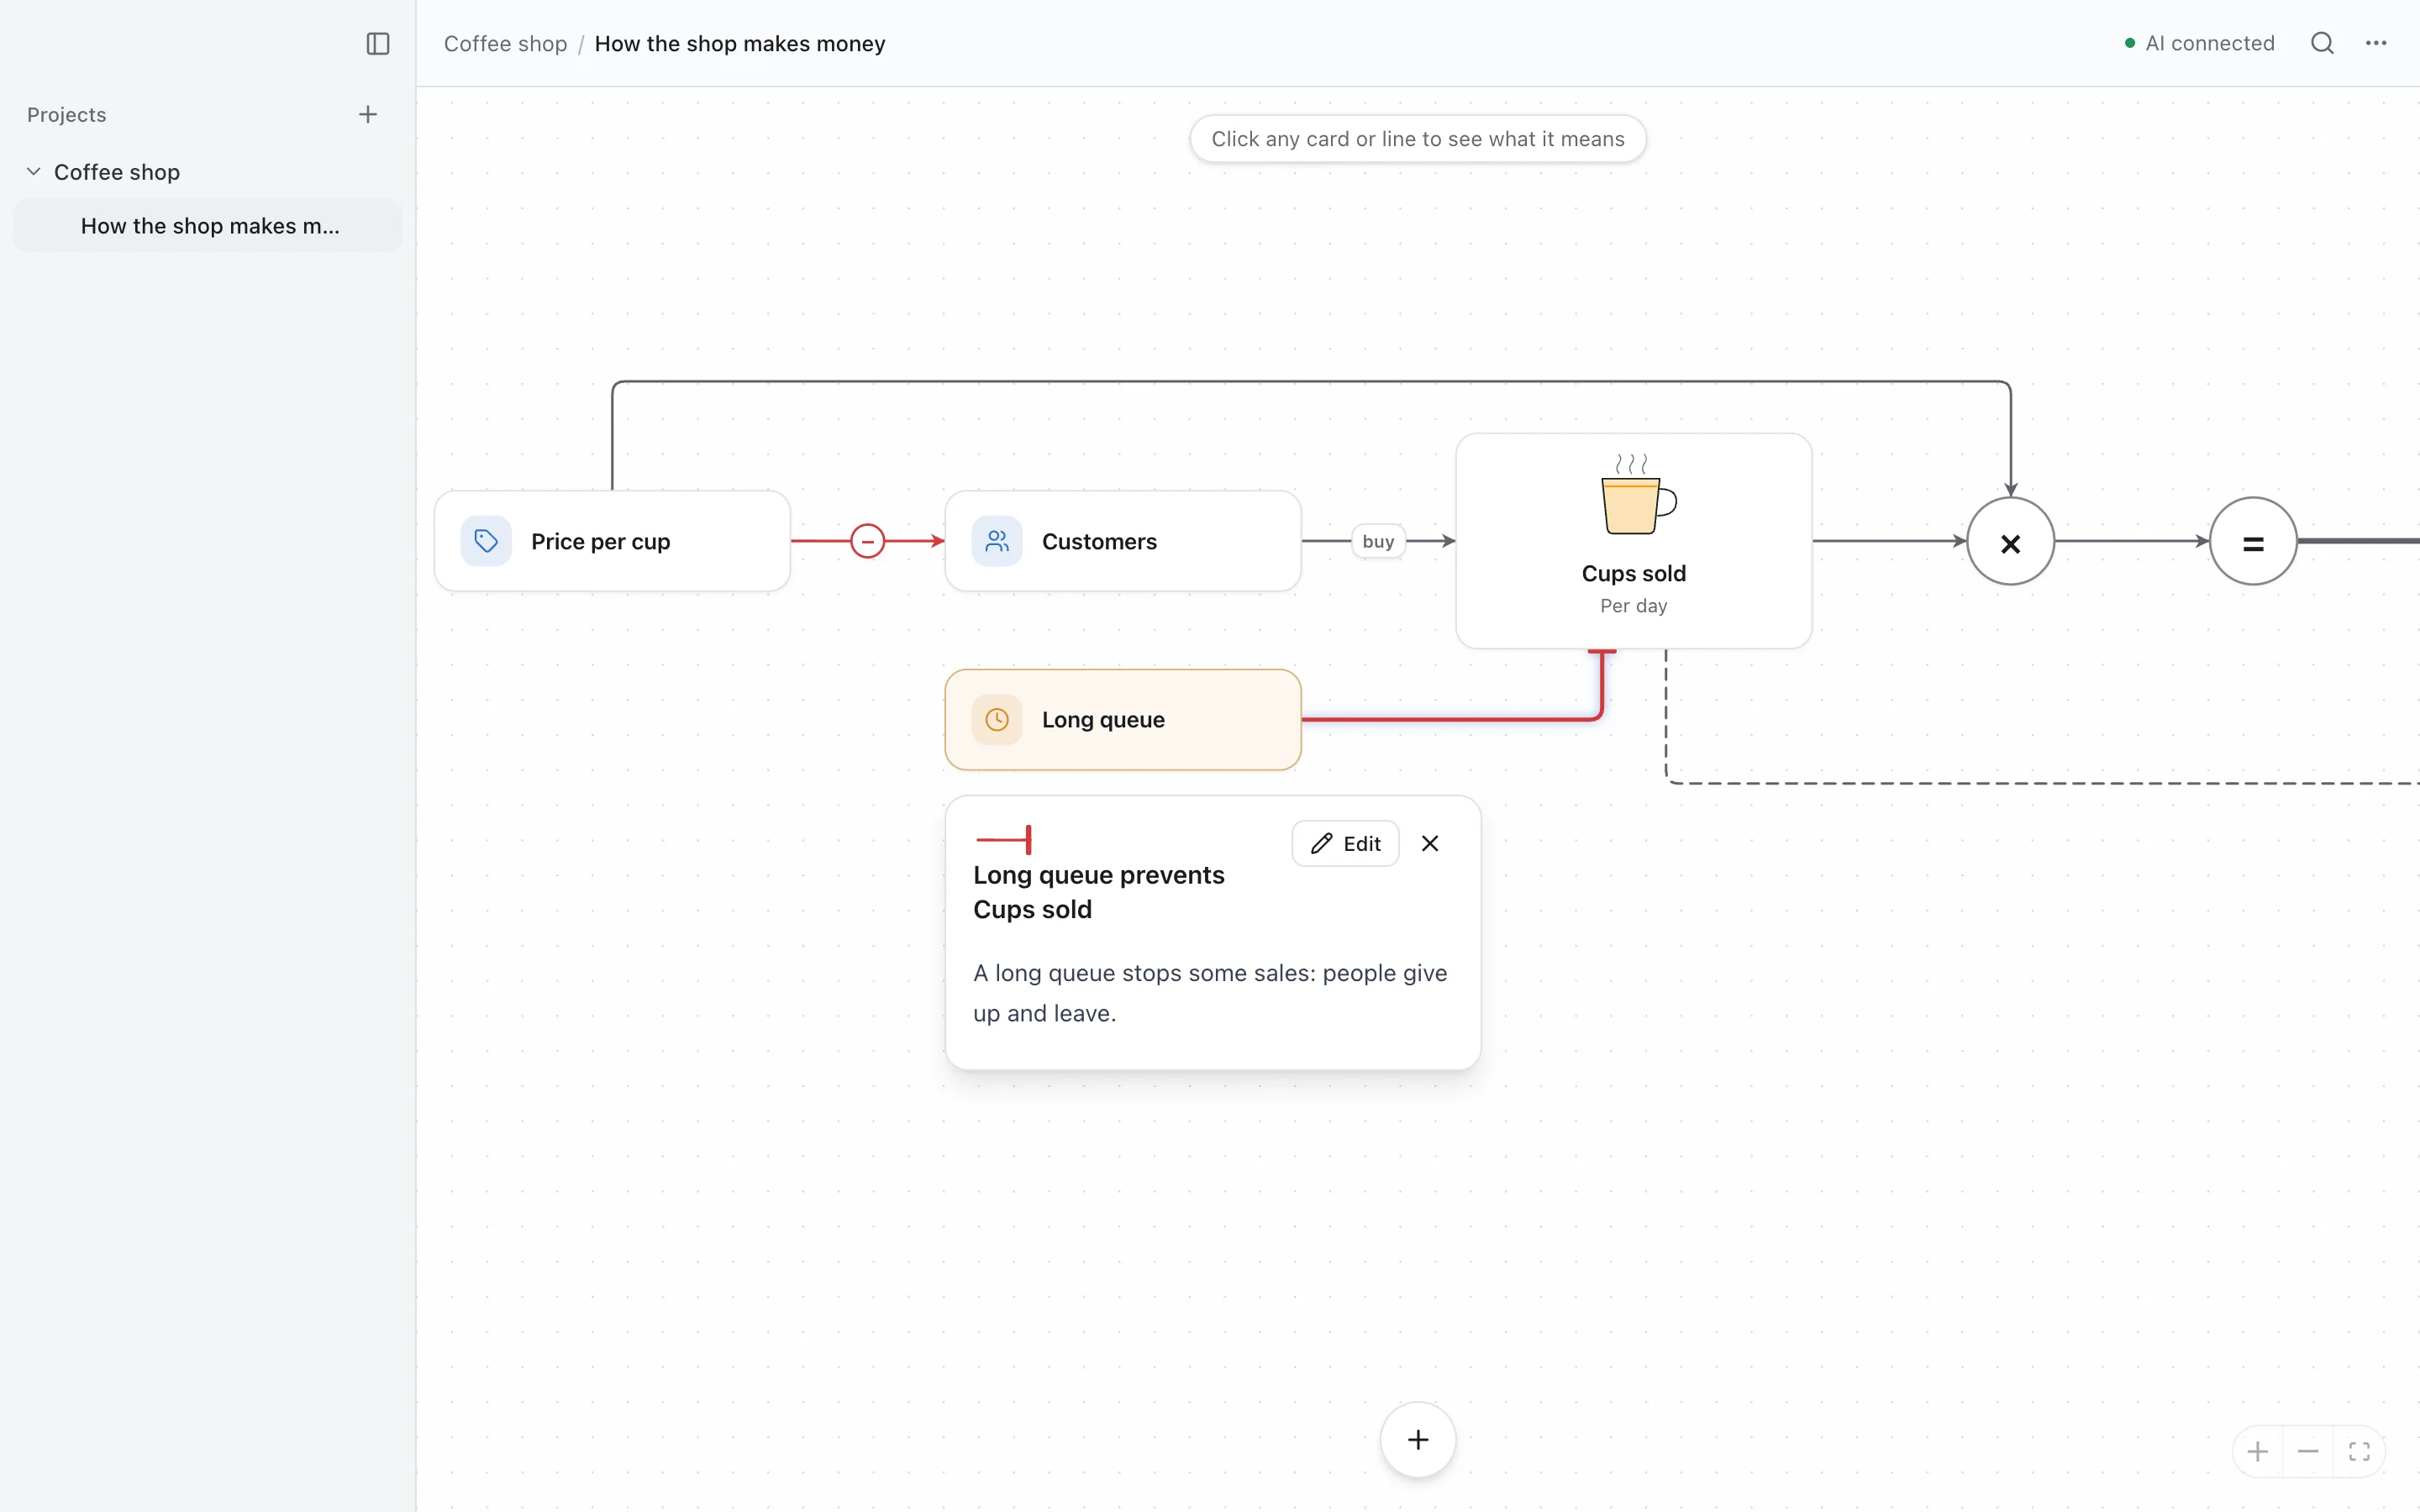 Coffee shop / How the shop makes money
AI connected
Projects
Coffee shop
How the shop makes m...
Click any card or line to see what it means
Price per cup
−
Customers
buy
Cups sold
Per day
×
=
Long queue
Edit
Long queue prevents
Cups sold
A long queue stops some sales: people give
up and leave.